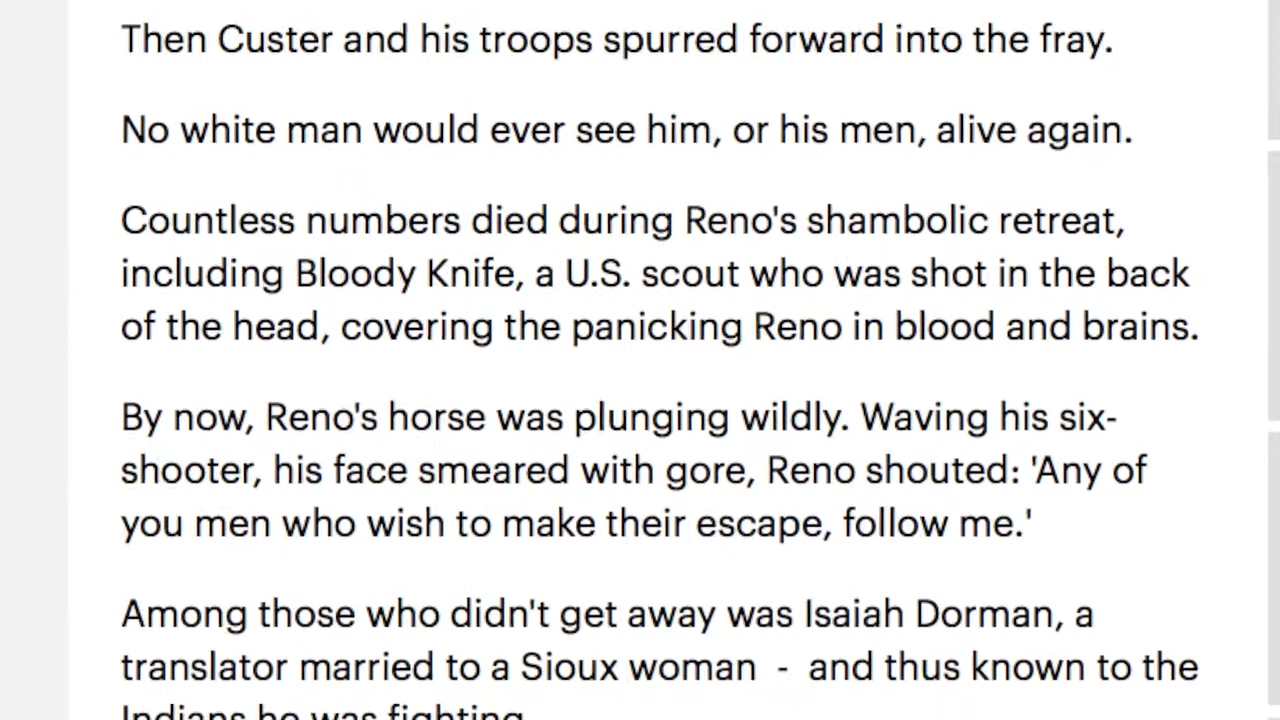 Then Custer and his troops spurred forward into the fray.
No white man would ever see him, or his men, alive again.
Countless numbers died during Reno's shambolic retreat,
including Bloody Knife, a U.S. scout who was shot in the back
of the head, covering the panicking Reno in blood and brains.
By now, Reno's horse was plunging wildly. Waving his six-
shooter, his face smeared with gore, Reno shouted: 'Any of
you men who wish to make their escape, follow me.'
Among those who didn't get away was Isaiah Dorman, a
translator married to a Sioux woman  -  and thus known to the
Indians he was fighting